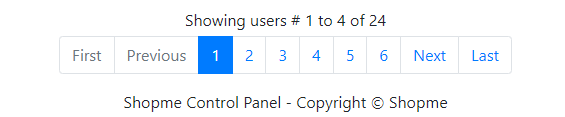 Showing users # 1 to 4 of 24
First Previous 1 2 3 4 5 6 Next Last
Shopme Control Panel - Copyright © Shopme